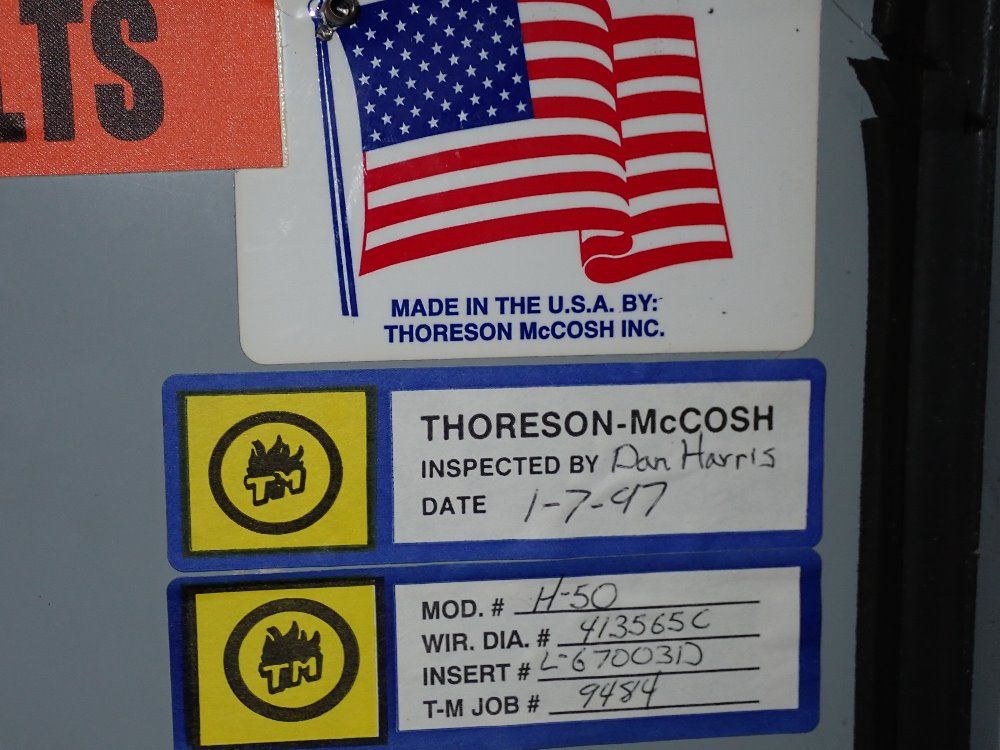 LTS
MADE IN THE U.S.A. BY:
THORESON McCOSH INC.
TM
THORESON-McCOSH
INSPECTED BY Dan Harris
DATE 1-7-97
TM
MOD. # H-50
WIR. DIA. # 413565C
INSERT # L-67003D
T-M JOB # 9484